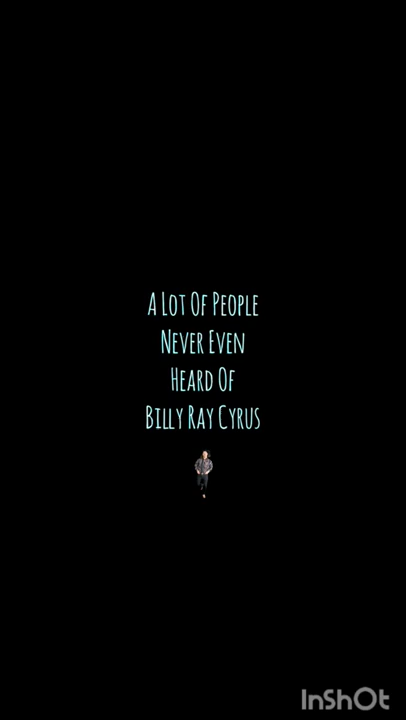 A Lot Of People
Never Even
Heard Of
Billy Ray Cyrus
InShOt